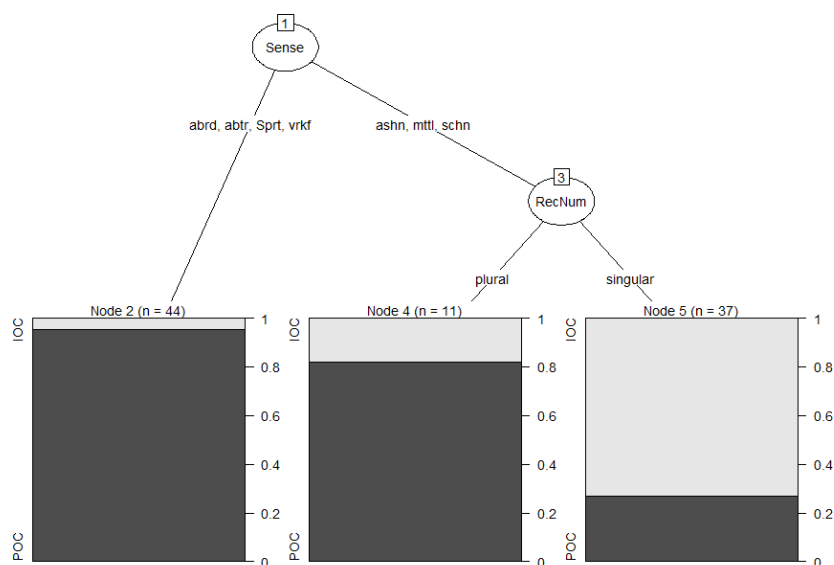 1
Sense
abrd, abtr, Sprt, vrkf
ashn, mttl, schn
3
RecNum
plural
singular
Node 2 (n = 44)
IOC
POC
1
0.8
0.6
0.4
0.2
0
Node 4 (n = 11)
IOC
POC
1
0.8
0.6
0.4
0.2
0
Node 5 (n = 37)
IOC
POC
1
0.8
0.6
0.4
0.2
0